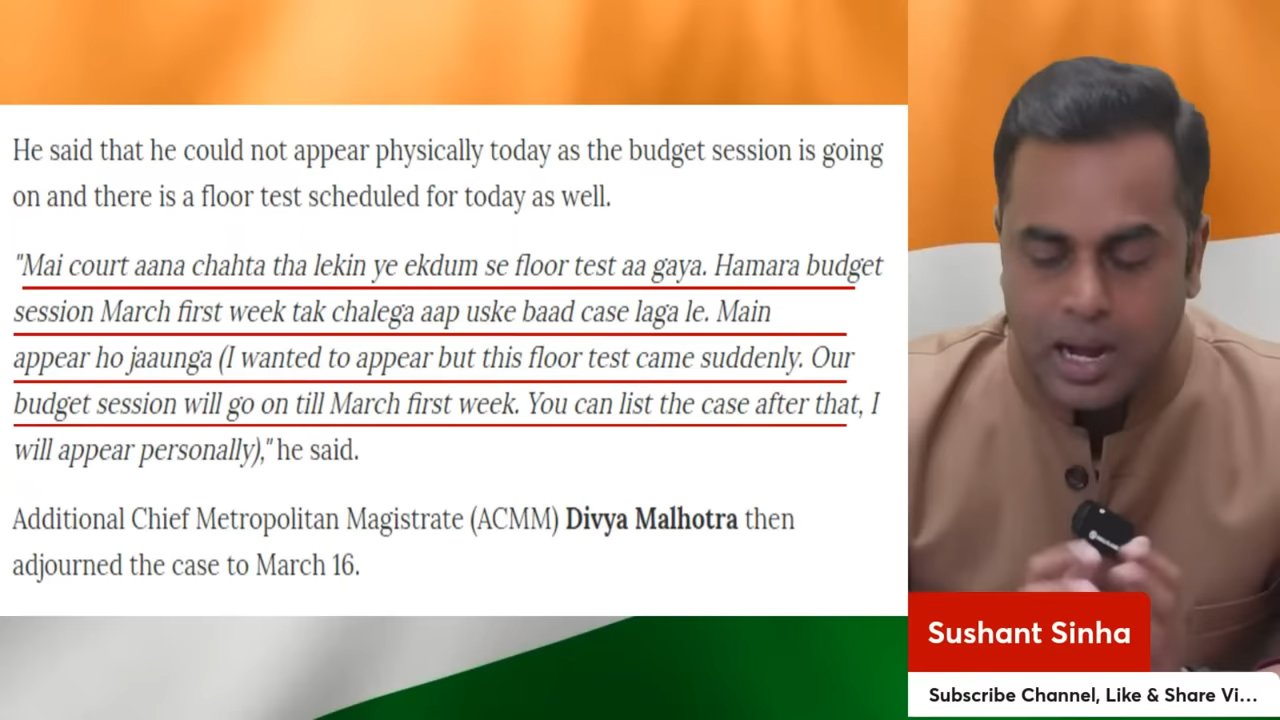 He said that he could not appear physically today as the budget session is going
on and there is a floor test scheduled for today as well.
"Mai court aana chahta tha lekin ye ekdum se floor test aa gaya. Hamara budget
session March first week tak chalega aap uske baad case laga le. Main
appear ho jaaunga (I wanted to appear but this floor test came suddenly. Our
budget session will go on till March first week. You can list the case after that, I
will appear personally)," he said.
Additional Chief Metropolitan Magistrate (ACMM) Divya Malhotra then
adjourned the case to March 16.
Sushant Sinha
Subscribe Channel, Like & Share Vi...